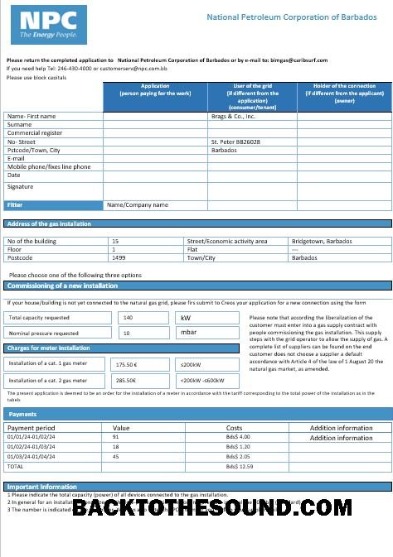 NPC
The Energy People.
National Petroleum Corporation of Barbados
Please return the completed application to National Petroleum Corporation of Barbados or by e-mail to: bimgas@caribsurf.com
If you need help Tel: 246-430-4000 or customerserv@npc.com.bb
Please use block capitals
Application (person paying for the work)
User of the grid (if different from the application) (consumer/tenant)
Holder of the connection (if different from the applicant) (owner)
Name- First name Brags & Co., Inc.
Surname
Commercial register
No- Street St. Peter BB26028
Potcode/Town, City Barbados
E-mail
Mobile phone/fixes line phone
Date
Signature
Fitter Name/Company name
Address of the gas installation
No of the building 15 Street/Economic activity area Bridgetown, Barbados
Floor 1 Flat ---
Postcode 1499 Town/City Barbados
Please choose one of the following three options
Commissioning of a new installation
If your house/building is not yet connected to the natural gas grid, please firs submit to Creos your application for a new connection using the form
Total capacity requested 140 kW
Nominal pressure requested 10 mbar
Please note that according the liberalization of the customer must enter into a gas supply contract with people commissioning the gas installation. This supply steps with the grid operator to allow the supply of gas. A complete list of suppliers can be found on the end customer does not choose a supplier a default accordance with Article 4 of the law of 1 August 20 the natural gas market, as amended.
Charges for meter installation
Installation of a cat. 1 gas meter 175.50 € ≤200kW
Installation of a cat. 2 gas meter 285.50€ >200kW -≤600kW
The present application is deemed to be an order for the installation of a meter in accordance with the tariff corresponding to the total power of the installation as in the tabels
Payments
Payment period Value Costs Addition information
01/01/24-01/02/24 91 Bds$ 4.00 Addition information
01/02/24-01/03/24 18 Bds$
01/03/24-01/04/24 45 Bds$ 2.05
TOTAL Bds$ 12.59
Important Information
1 Please indicate the total capacity (power) of all devices connected to the gas installation.
2 In general for an
3 The number is indicated
BACKTOTHESOUND.COM